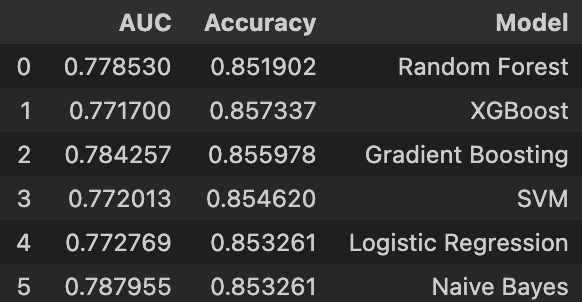 AUC Accuracy Model
0 0.778530 0.851902 Random Forest
1 0.771700 0.857337 XGBoost
2 0.784257 0.855978 Gradient Boosting
3 0.772013 0.854620 SVM
4 0.772769 0.853261 Logistic Regression
5 0.787955 0.853261 Naive Bayes